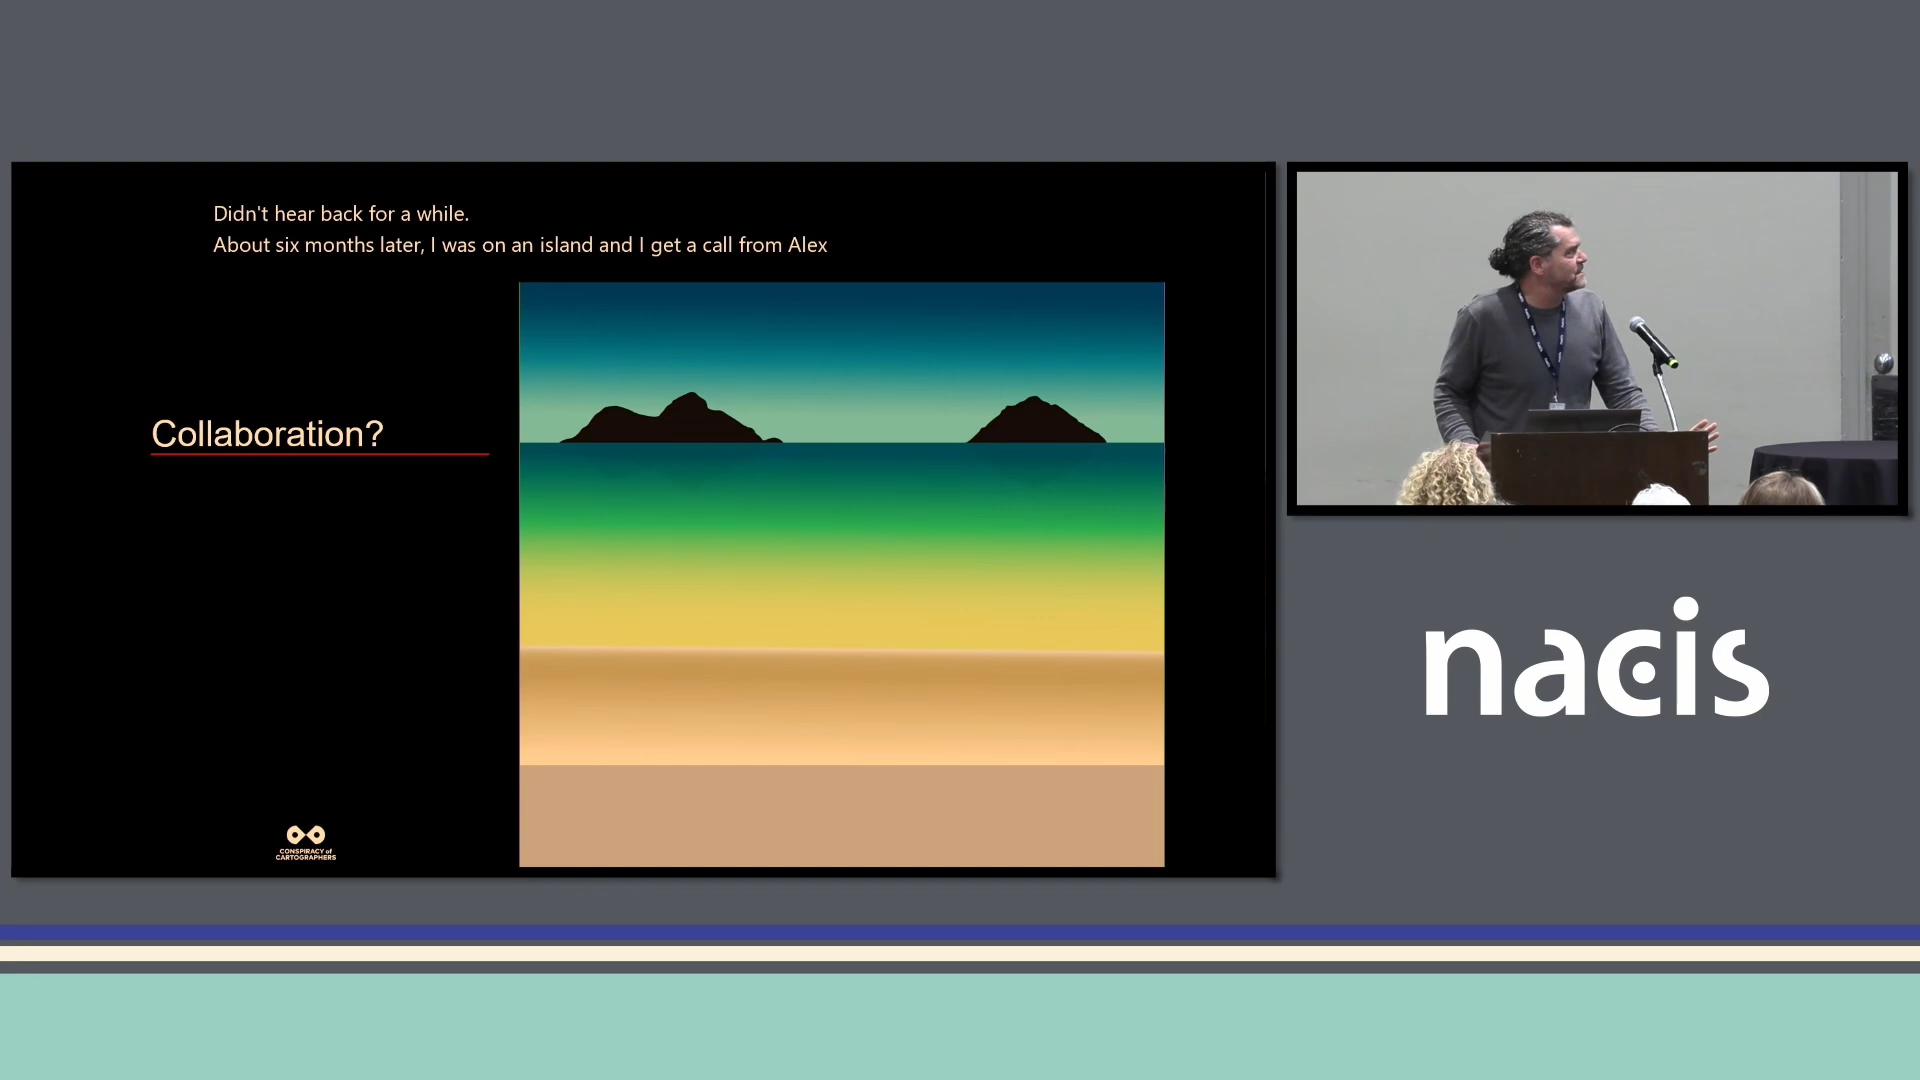 Didn't hear back for a while.
About six months later, I was on an island and I get a call from Alex
Collaboration?
CONSPIRACY of
CARTOGRAPHERS
nacis